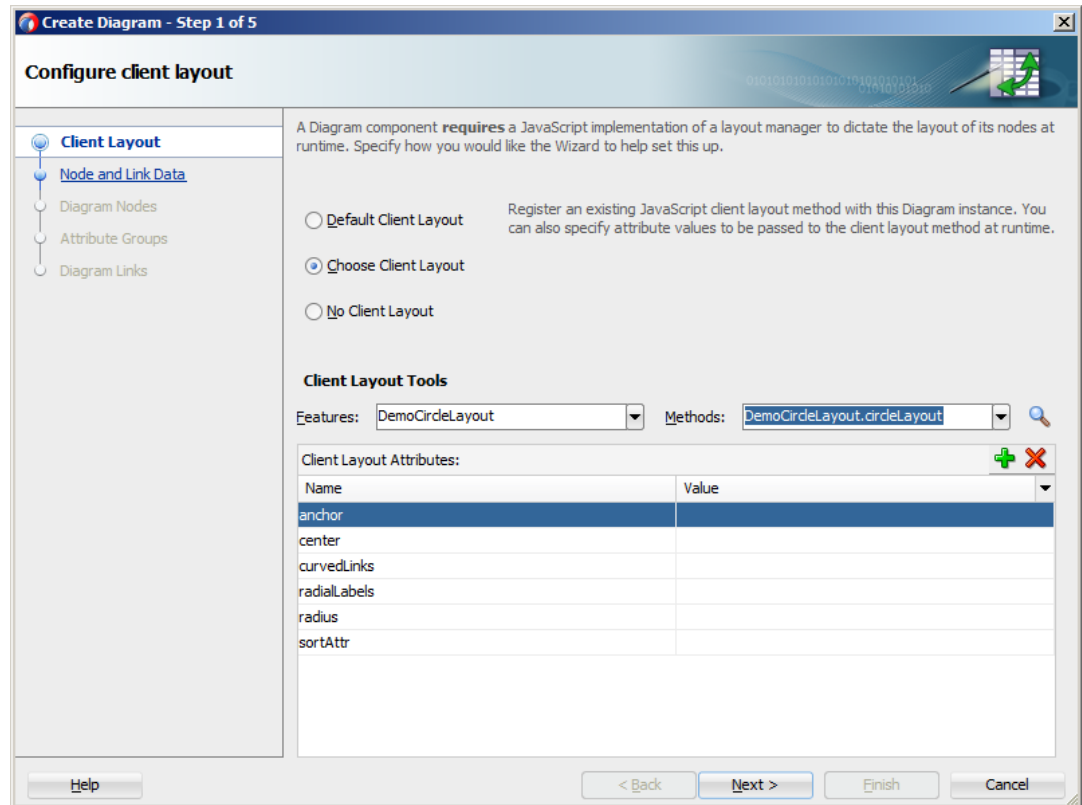 Create Diagram - Step 1 of 5
Configure client layout
0101010101010101010101010101
01010101010
Client Layout
Node and Link Data
Diagram Nodes
Attribute Groups
Diagram Links
A Diagram component requires a JavaScript implementation of a layout manager to dictate the layout of its nodes at
runtime. Specify how you would like the Wizard to help set this up.
Default Client Layout
Register an existing JavaScript client layout method with this Diagram instance. You
can also specify attribute values to be passed to the client layout method at runtime.
Choose Client Layout
No Client Layout
Client Layout Tools
Features: DemoCircleLayout Methods: DemoCircleLayout.circleLayout
Client Layout Attributes:
Name Value
anchor
center
curvedLinks
radialLabels
radius
sortAttr
Help < Back Next > Finish Cancel